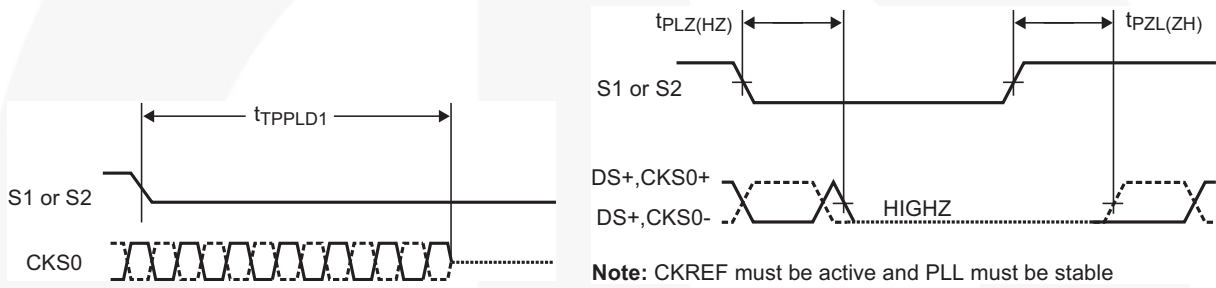 tTPPLD1
S1 or S2
CKS0
tPLZ(HZ)
tPZL(ZH)
S1 or S2
DS+,CKS0+
DS+,CKS0-
HIGHZ
Note: CKREF must be active and PLL must be stable